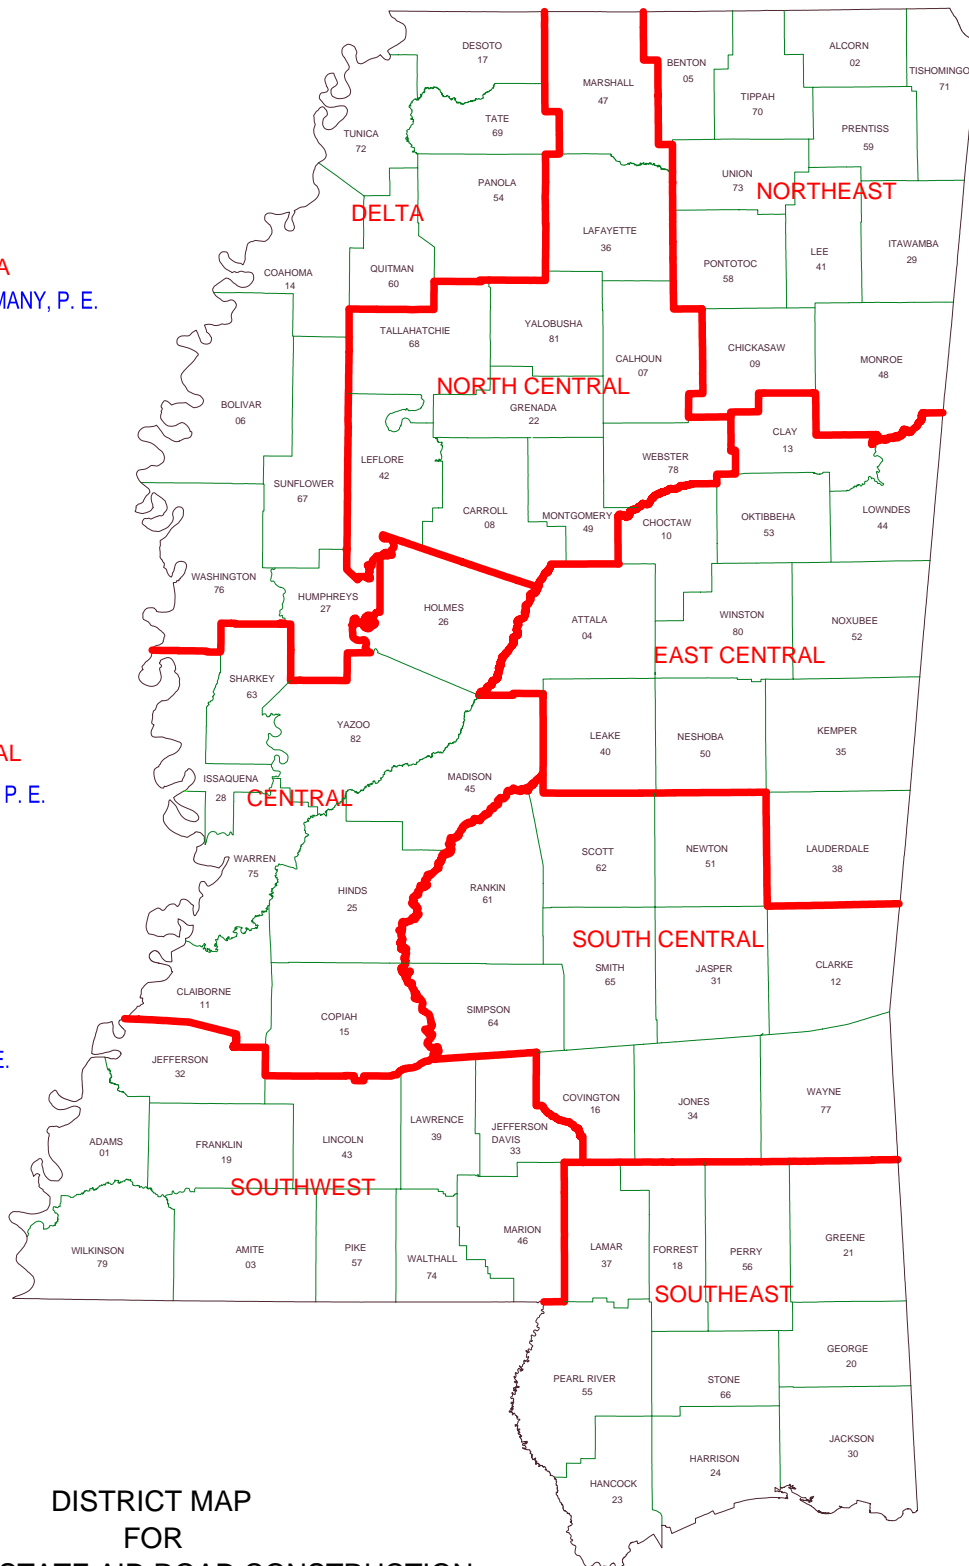 DESOTO
17
MARSHALL
47
BENTON
05
ALCORN
02
TISHOMINGO
71
TIPPAH
70
TATE
69
TUNICA
72
PRENTISS
59
PANOLA
54
UNION
73
NORTHEAST
DELTA
LAFAYETTE
36
PONTOTOC
58
LEE
41
ITAWAMBA
29
COAHOMA
14
QUITMAN
60
MANY, P. E.
TALLAHATCHIE
68
YALOBUSHA
81
CALHOUN
07
CHICKASAW
09
MONROE
48
NORTH CENTRAL
BOLIVAR
06
GRENADA
22
CLAY
13
LEFLORE
42
WEBSTER
78
SUNFLOWER
67
CARROLL
08
MONTGOMERY
49
CHOCTAW
10
OKTIBBEHA
53
LOWNDES
44
WASHINGTON
76
HUMPHREYS
27
HOLMES
26
ATTALA
04
WINSTON
80
NOXUBEE
52
EAST CENTRAL
SHARKEY
63
YAZOO
82
LEAKE
40
NESHOBA
50
KEMPER
35
ISSAQUENA
28
CENTRAL
MADISON
45
AL
P. E.
WARREN
75
HINDS
25
RANKIN
61
SCOTT
62
NEWTON
51
LAUDERDALE
38
SOUTH CENTRAL
SMITH
65
JASPER
31
CLARKE
12
CLAIBORNE
11
COPIAH
15
SIMPSON
64
E.
JEFFERSON
32
COVINGTON
16
JONES
34
WAYNE
77
ADAMS
01
FRANKLIN
19
LINCOLN
43
LAWRENCE
39
JEFFERSON
DAVIS
33
SOUTHWEST
WILKINSON
79
AMITE
03
PIKE
57
WALTHALL
74
MARION
46
LAMAR
37
FORREST
18
PERRY
56
GREENE
21
SOUTHEAST
PEARL RIVER
55
STONE
66
GEORGE
20
HANCOCK
23
HARRISON
24
JACKSON
30
DISTRICT MAP
FOR
STATE AID ROAD CONSTRUCTION